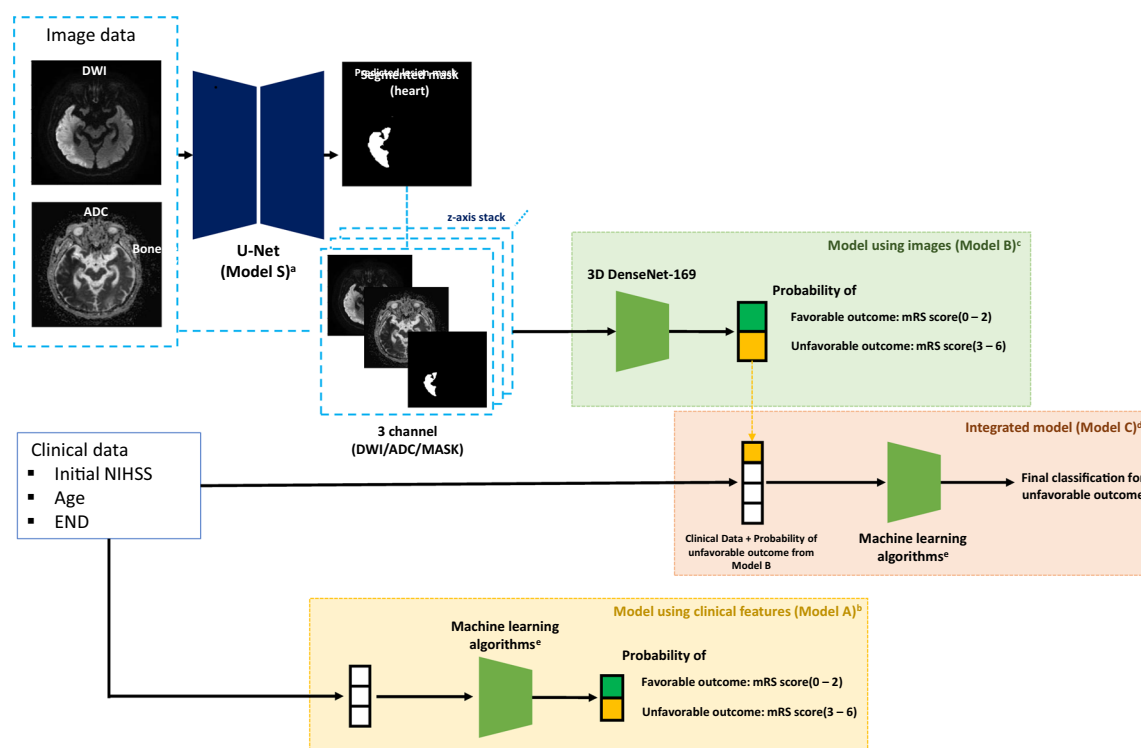 Image data
DWI
ADC
Bone
U-Net
(Model S)ᵃ
Predicted lesion mask
Segmented mask
(heart)
z-axis stack
3 channel
(DWI/ADC/MASK)
Model using images (Model B)ᶜ
3D DenseNet-169
Probability of
Favorable outcome: mRS score(0 – 2)
Unfavorable outcome: mRS score(3 – 6)
Integrated model (Model C)ᵈ
Clinical Data + Probability of
unfavorable outcome from
Model B
Machine learning
algorithmsᵉ
Final classification for
unfavorable outcome
Clinical data
▪ Initial NIHSS
▪ Age
▪ END
Model using clinical features (Model A)ᵇ
Machine learning
algorithmsᵉ
Probability of
Favorable outcome: mRS score(0 – 2)
Unfavorable outcome: mRS score(3 – 6)